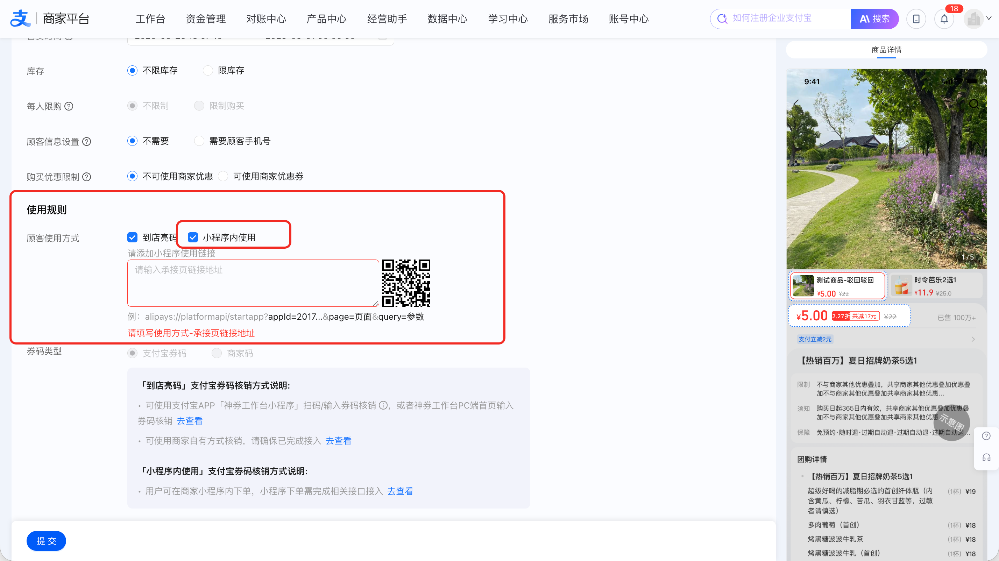 支 商家平台 工作台 资金管理 对账中心 产品中心 经营助手 数据中心 学习中心 服务市场 账号中心 如何注册企业支付宝 AI 搜索 18
库存 不限库存 限库存
每人限购 不限制 限制购买
顾客信息设置 不需要 需要顾客手机号
购买优惠限制 不可使用商家优惠 可使用商家优惠券
使用规则
顾客使用方式 到店亮码 小程序内使用
请添加小程序使用链接
请输入承接页链接地址
例：alipays://platformapi/startapp?appId=2017...&page=页面&query=参数
请填写使用方式-承接页链接地址
券码类型 支付宝券码 商家码
「到店亮码」支付宝券码核销方式说明:
• 可使用支付宝APP「神券工作台小程序」扫码/输入券码核销 ，或者神券工作台PC端首页输入
券码核销 去查看
• 可使用商家自有方式核销，请确保已完成接入 去查看
「小程序内使用」支付宝券码核销方式说明:
• 用户可在商家小程序内下单，小程序下单需完成相关接口接入 去查看
提 交
商品详情
9:41
1/5
测试商品-驳回驳回
¥5.00 ¥22
时令芭乐2选1
¥11.9 ¥25.0
¥5.00 2.27折 共减17元 ¥22 已售 100万+
支付立减2元
【热销百万】夏日招牌奶茶5选1
限制 不与商家其他优惠叠加，共享商家其他优惠叠加优惠叠
加不与商家其他优惠叠加共享商家其他优惠...
须知 购买日起365日内有效，共享商家其他优惠叠加优惠叠
加不与商家其他优惠叠加共享商家其他优惠
示意图
保障 免预约·随时退·过期自动退·过期自动退·过期自动退...
团购详情
• 【热销百万】夏日招牌奶茶5选1
超级好喝的减脂期必选的首创纤体瓶（内 （1杯） ¥19
含黄瓜、柠檬、苦瓜、羽衣甘蓝等，过敏
者请慎选）
多肉葡萄（首创） （1杯） ¥18
烤黑糖波波牛乳茶 （1杯） ¥18
烤黑糖波波牛乳（首创） （1杯） ¥18